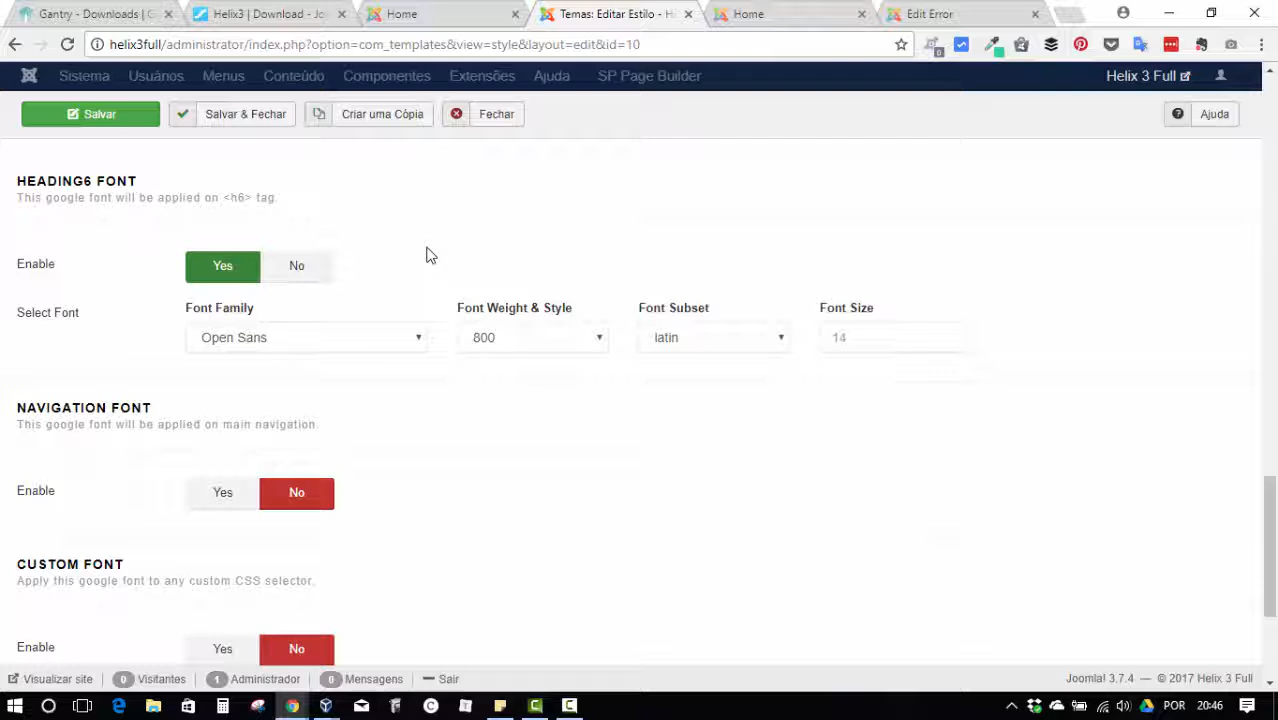 Gantry - Downloads | G
Helix3 | Download - Jo
Home
Temas: Editar Estilo - H
Home
Edit Error
helix3full/administrator/index.php?option=com_templates&view=style&layout=edit&id=10
Sistema Usuários Menus Conteúdo Componentes Extensões Ajuda SP Page Builder Helix 3 Full
Salvar Salvar & Fechar Criar uma Cópia Fechar Ajuda
HEADING6 FONT
This google font will be applied on <h6> tag.
Enable Yes No
Select Font
Font Family Font Weight & Style Font Subset Font Size
Open Sans 800 latin 14
NAVIGATION FONT
This google font will be applied on main navigation.
Enable Yes No
CUSTOM FONT
Apply this google font to any custom CSS selector.
Enable Yes No
Visualizar site 0 Visitantes 1 Administrador 0 Mensagens Sair Joomla! 3.7.4 — © 2017 Helix 3 Full
POR 20:46